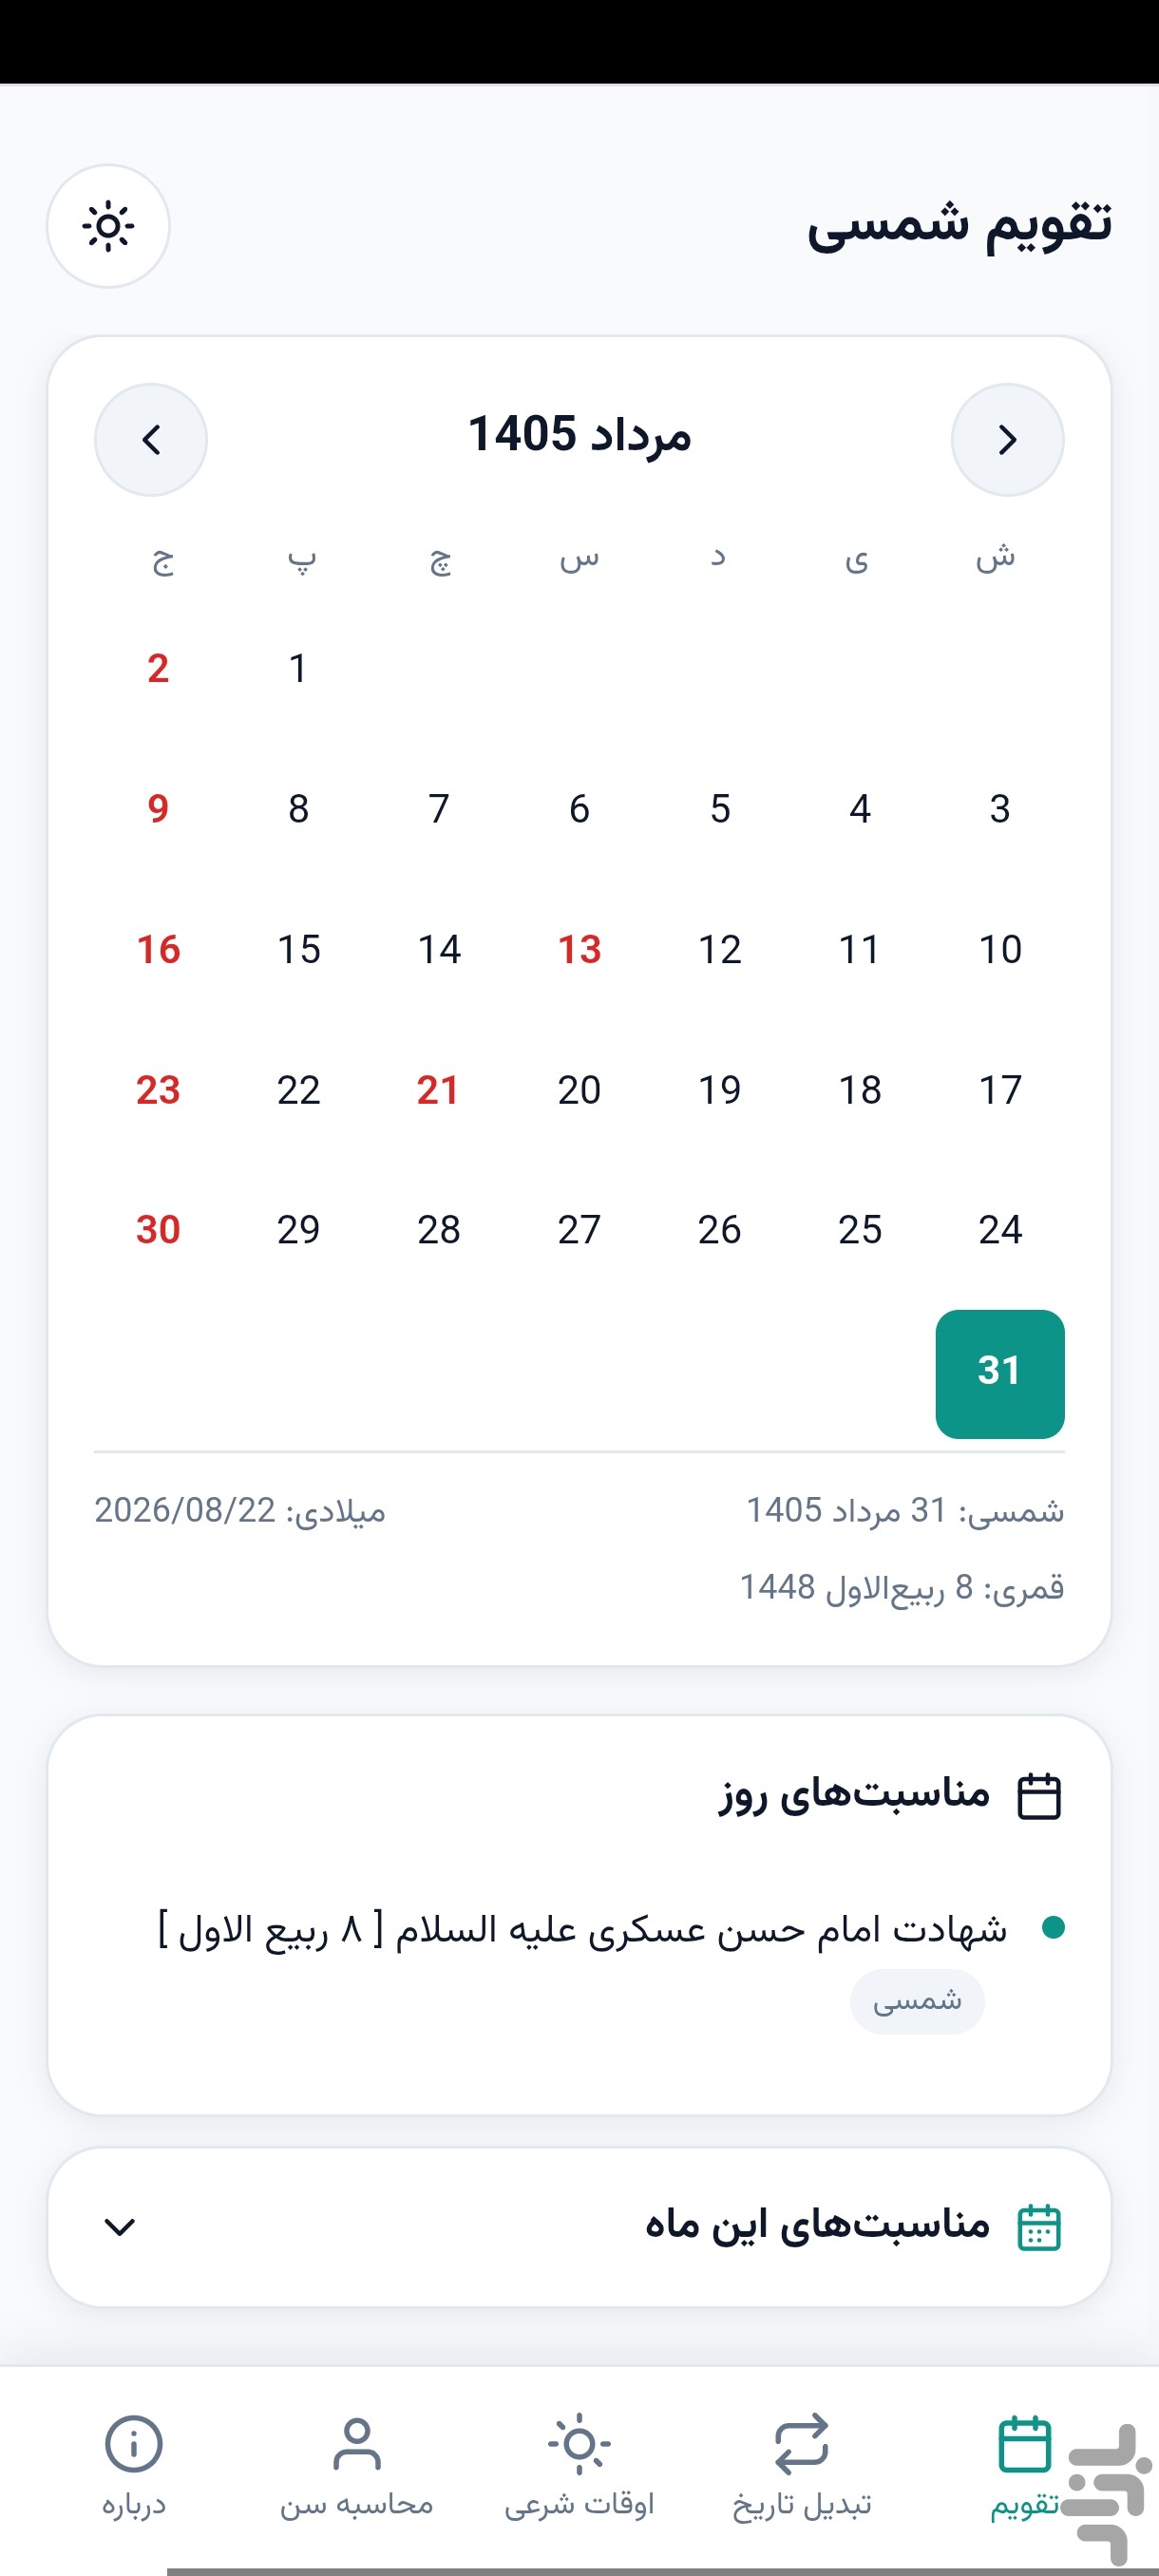 تقویم شمسی
مرداد 1405
ش ی د س چ پ ج
1 2
3 4 5 6 7 8 9
10 11 12 13 14 15 16
17 18 19 20 21 22 23
24 25 26 27 28 29 30
31
شمسی: 31 مرداد 1405 میلادی: 2026/08/22
قمری: 8 ربیع‌الاول 1448
مناسبت‌های روز
شهادت امام حسن عسکری علیه السلام [ ۸ ربیع الاول ]
شمسی
مناسبت‌های این ماه
تقویم تبدیل تاریخ اوقات شرعی محاسبه سن درباره